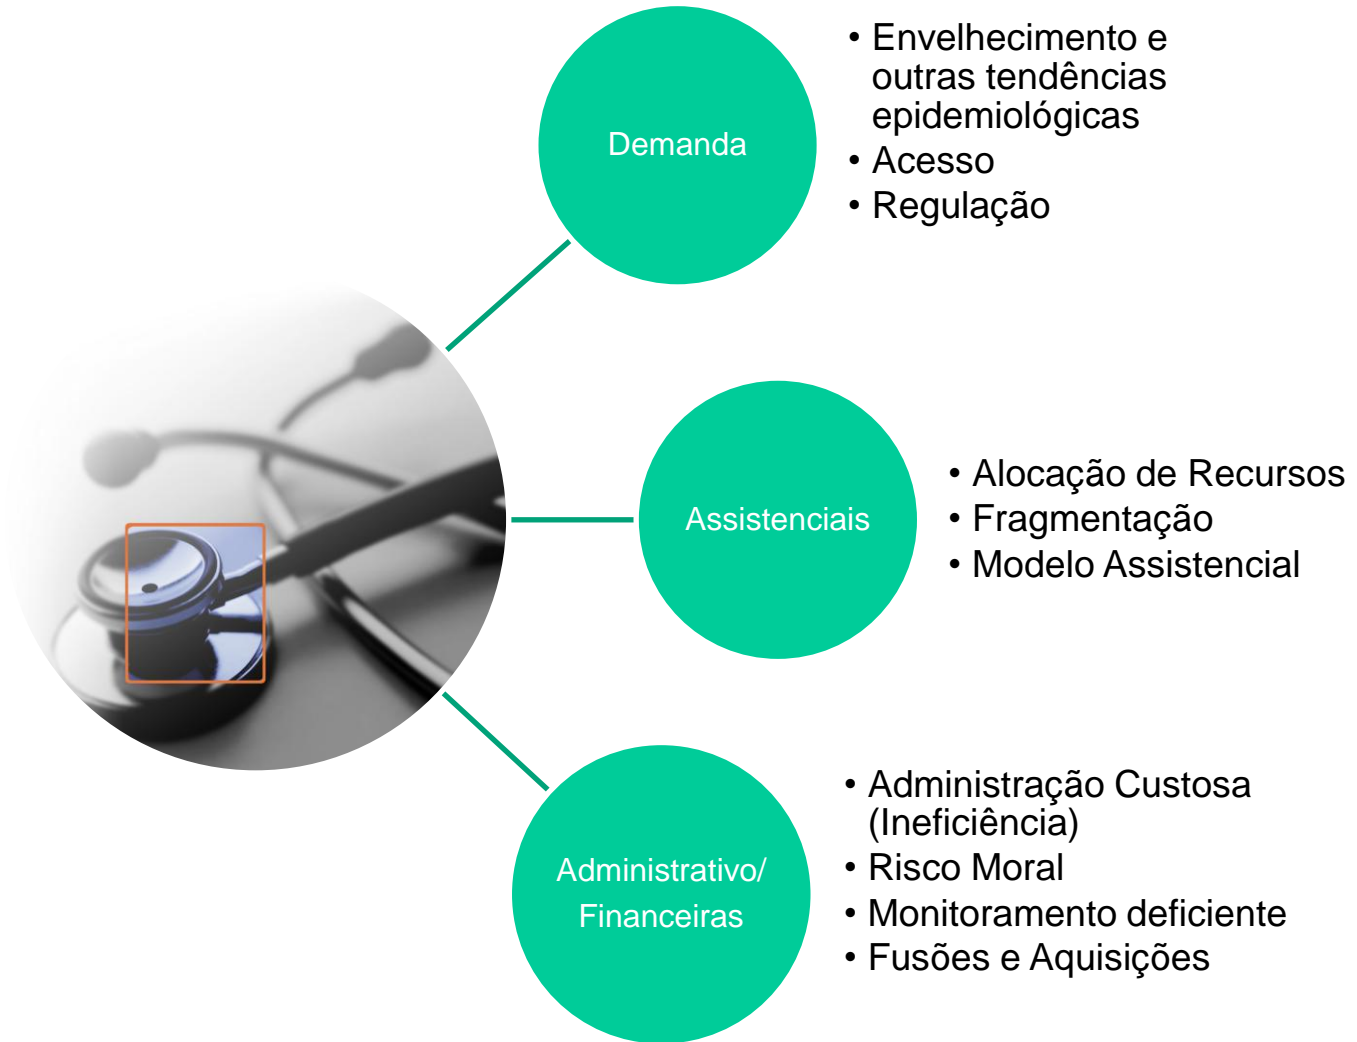 Demanda
• Envelhecimento e
outras tendências
epidemiológicas
• Acesso
• Regulação
Assistenciais
• Alocação de Recursos
• Fragmentação
• Modelo Assistencial
Administrativo/
Financeiras
• Administração Custosa
(Ineficiência)
• Risco Moral
• Monitoramento deficiente
• Fusões e Aquisições